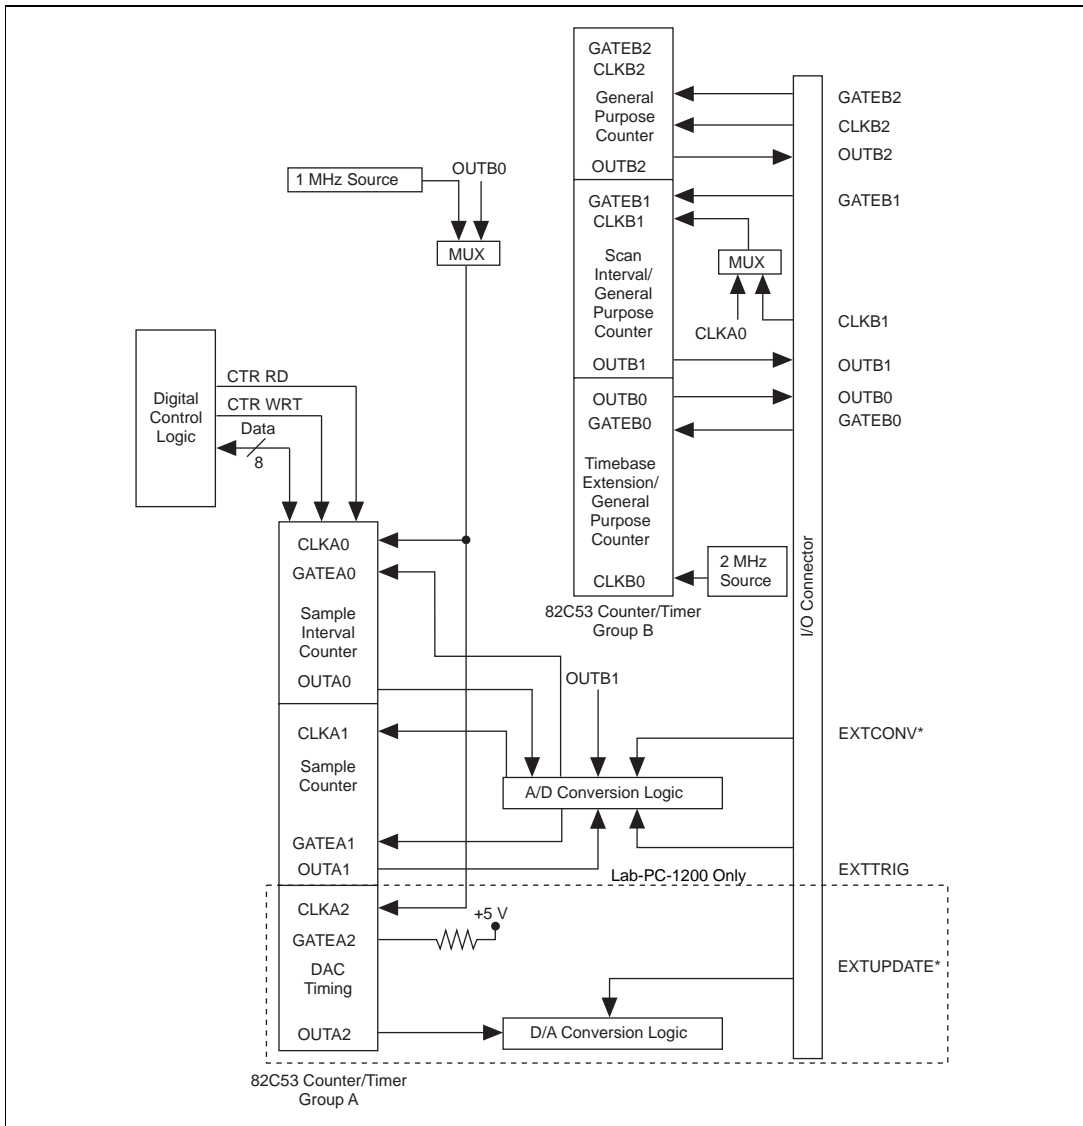 GATEB2
CLKB2
General
Purpose
Counter
OUTB2
GATEB1
CLKB1
Scan
Interval/
General
Purpose
Counter
OUTB1
OUTB0
GATEB0
Timebase
Extension/
General
Purpose
Counter
CLKB0
82C53 Counter/Timer
Group B
2 MHz
Source
MUX
CLKA0
I/O Connector
GATEB2
CLKB2
OUTB2
GATEB1
CLKB1
OUTB1
OUTB0
GATEB0
EXTCONV*
EXTTRIG
EXTUPDATE*
1 MHz Source
OUTB0
MUX
Digital
Control
Logic
CTR RD
CTR WRT
Data
8
CLKA0
GATEA0
Sample
Interval
Counter
OUTA0
CLKA1
Sample
Counter
GATEA1
OUTA1
CLKA2
GATEA2
DAC
Timing
OUTA2
82C53 Counter/Timer
Group A
OUTB1
A/D Conversion Logic
Lab-PC-1200 Only
+5 V
D/A Conversion Logic